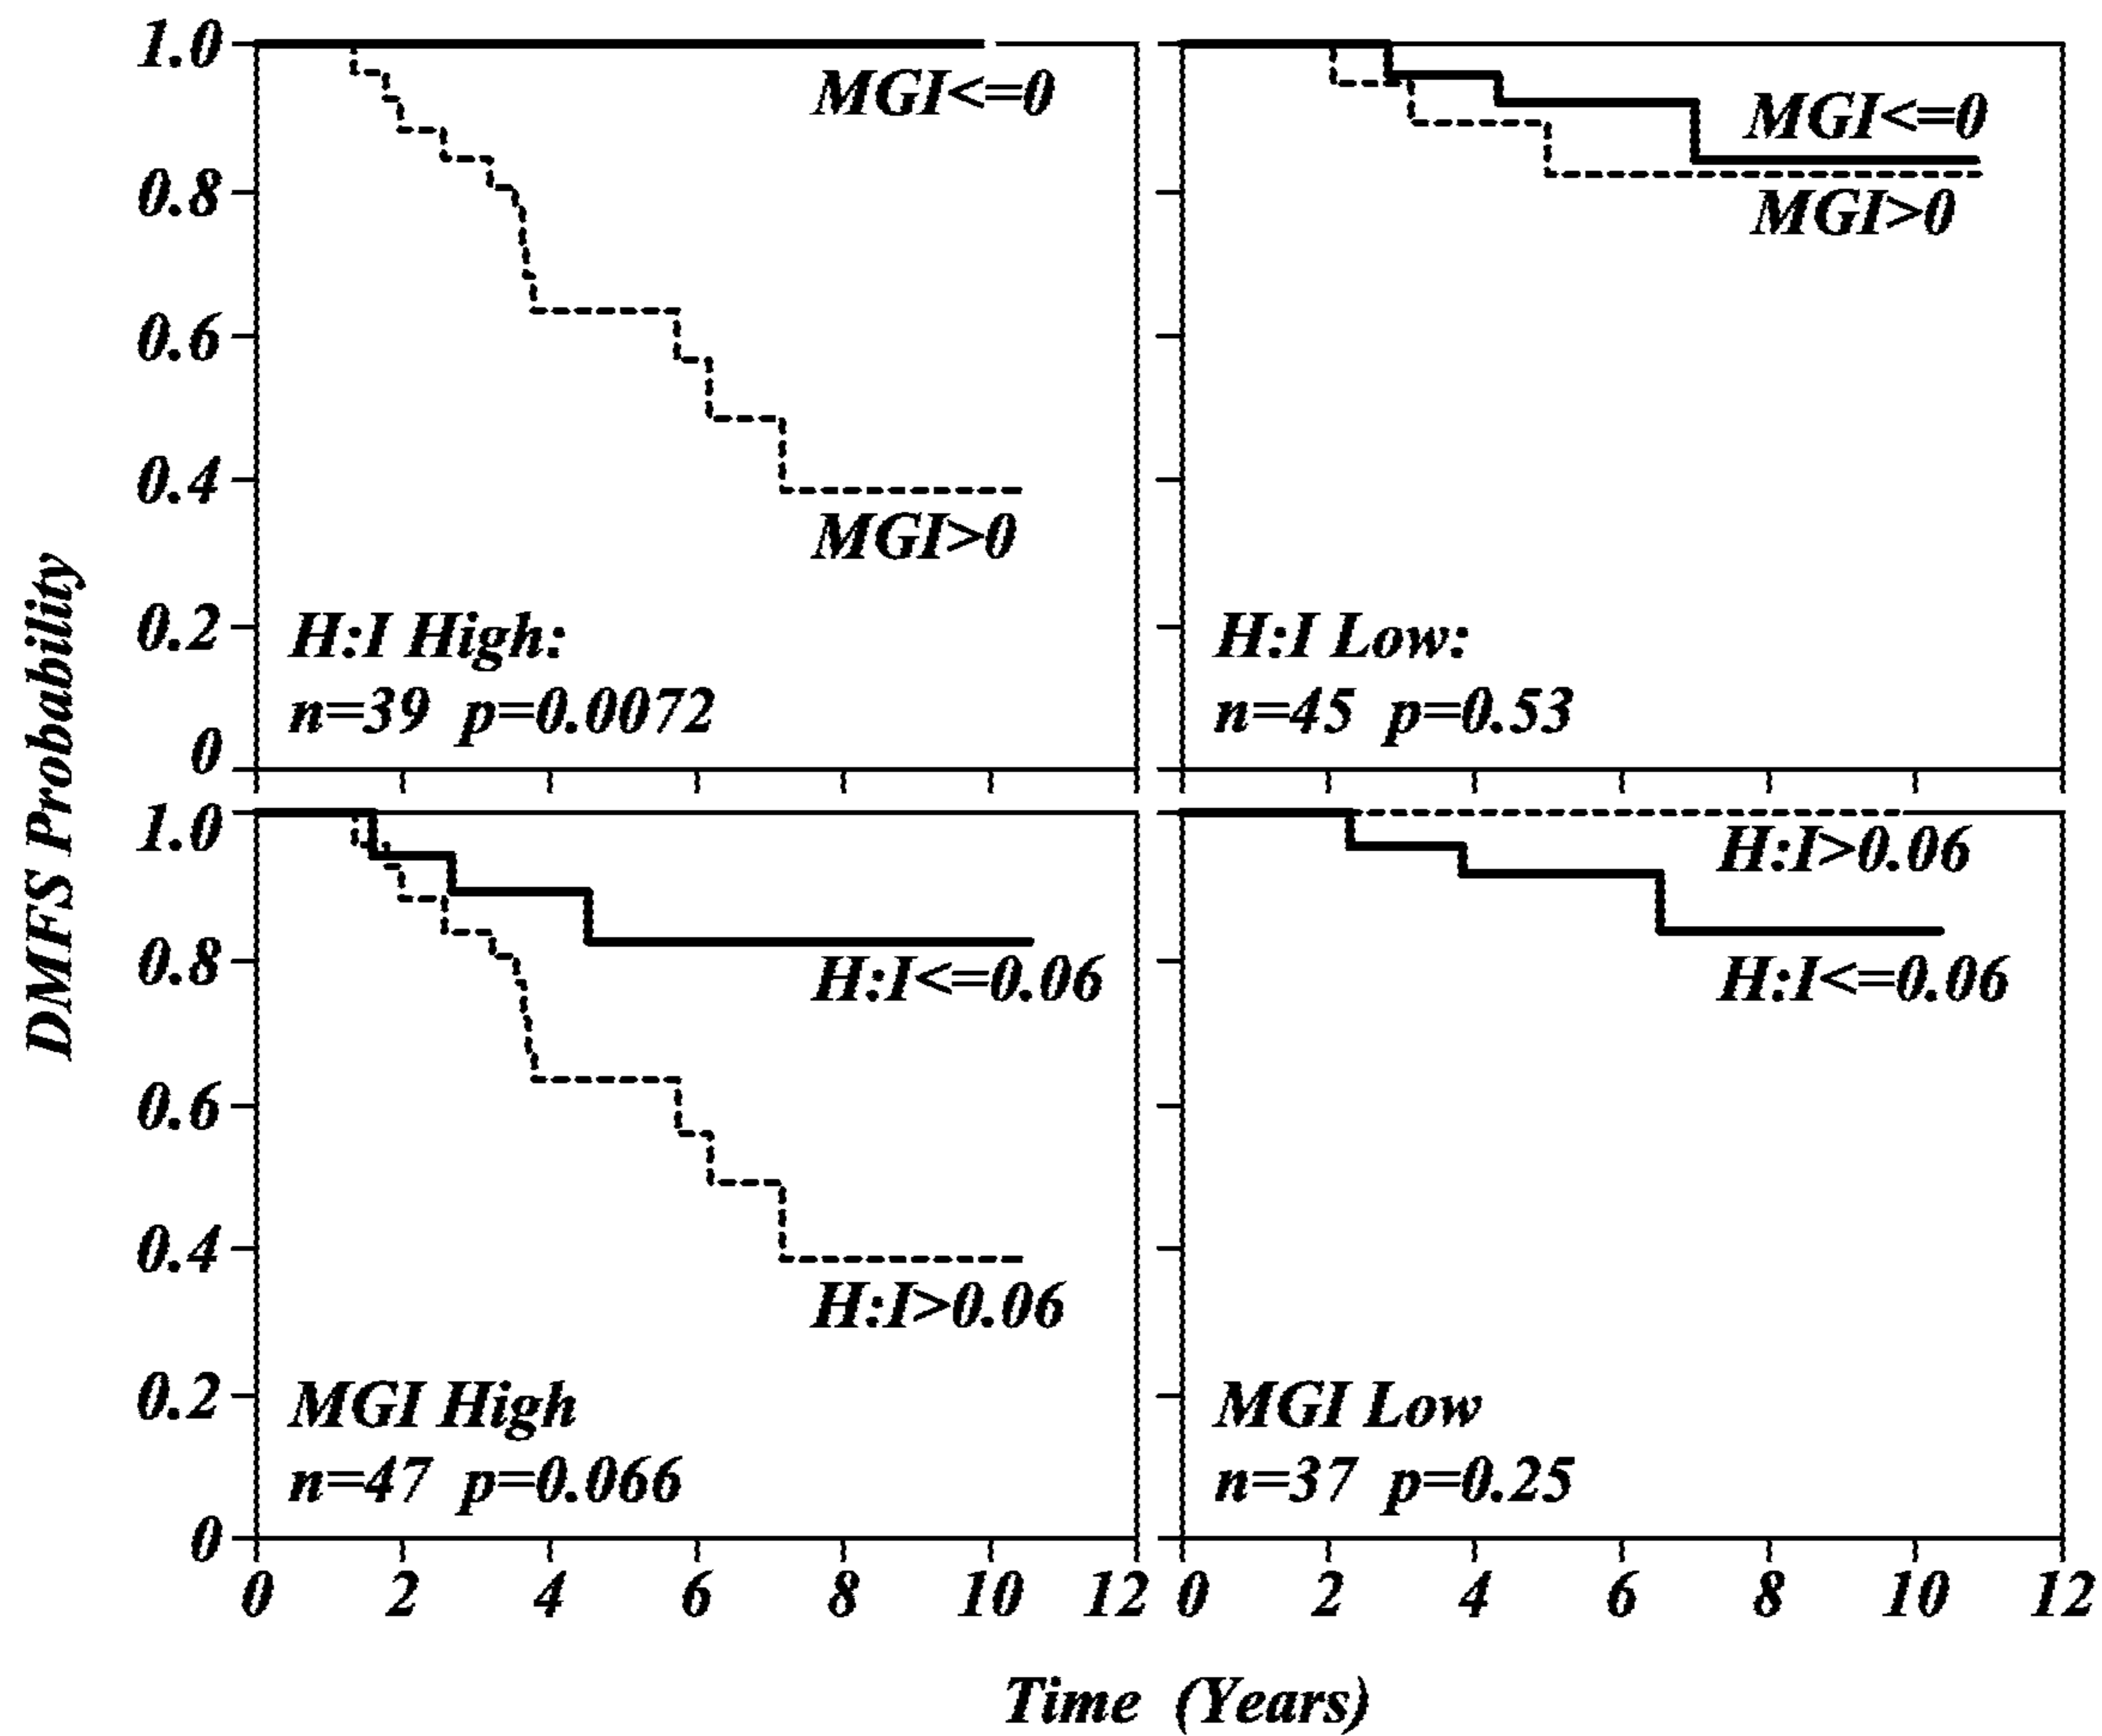 DMFS Probability
1.0
0.8
0.6
0.4
0.2
0
MGI<=0
MGI>0
H:I High:
n=39 p=0.0072
MGI<=0
MGI>0
H:I Low:
n=45 p=0.53
1.0
0.8
0.6
0.4
0.2
0
H:I<=0.06
H:I>0.06
MGI High
n=47 p=0.066
H:I>0.06
H:I<=0.06
MGI Low
n=37 p=0.25
0 2 4 6 8 10 12
0 2 4 6 8 10 12
Time (Years)